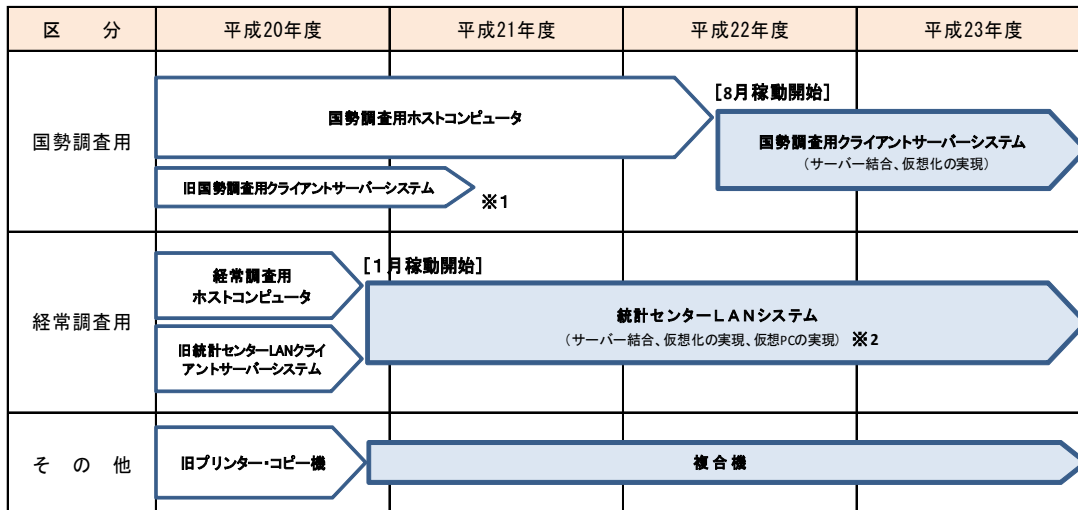 区　分 平成20年度 平成21年度 平成22年度 平成23年度
国勢調査用
国勢調査用ホストコンピュータ
[8月稼動開始]
国勢調査用クライアントサーバーシステム
（サーバー結合、仮想化の実現）
旧国勢調査用クライアントサーバーシステム
※1
経常調査用
経常調査用
ホストコンピュータ
旧統計センターLANクライ
アントサーバーシステム
[１月稼動開始]
統計センターＬＡＮシステム
（サーバー結合、仮想化の実現、仮想PCの実現） ※2
そ　の　他
旧プリンター・コピー機
複合機